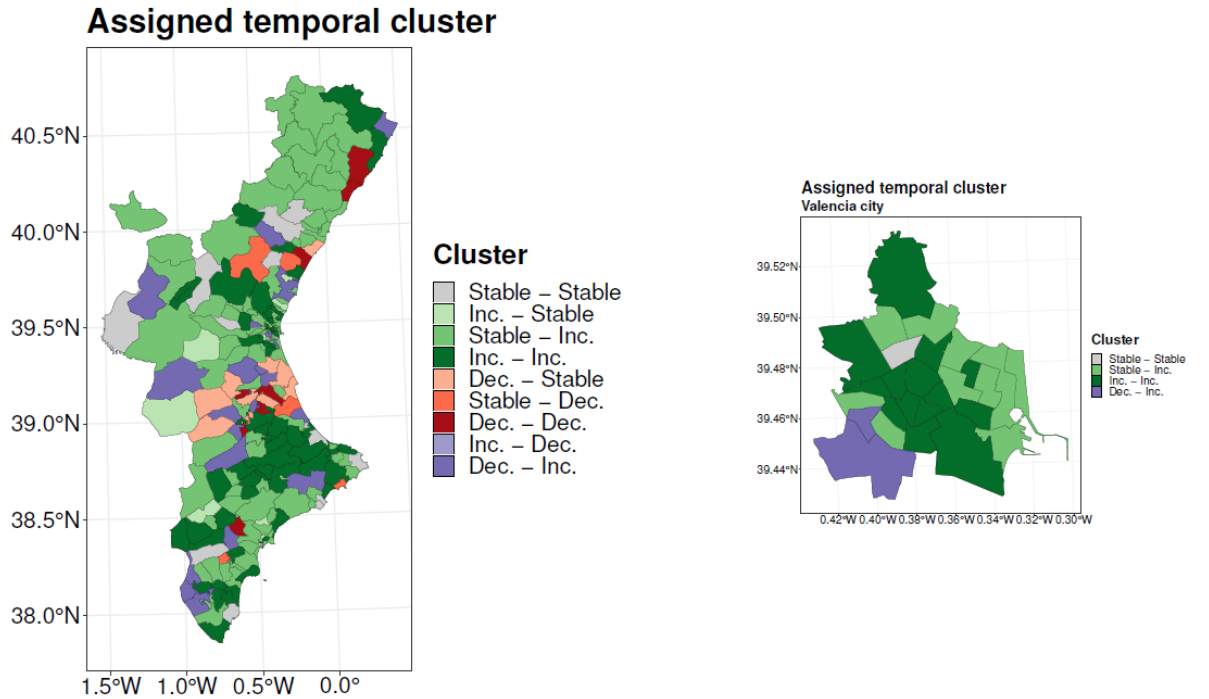 Assigned temporal cluster
40.5°N
40.0°N
39.5°N
39.0°N
38.5°N
38.0°N
1.5°W 1.0°W 0.5°W 0.0°
Cluster
Stable – Stable
Inc. – Stable
Stable – Inc.
Inc. – Inc.
Dec. – Stable
Stable – Dec.
Dec. – Dec.
Inc. – Dec.
Dec. – Inc.
Assigned temporal cluster
Valencia city
39.52°N
39.50°N
39.48°N
39.46°N
39.44°N
0.42°W 0.40°W 0.38°W 0.36°W 0.34°W 0.32°W 0.30°W
Cluster
Stable – Stable
Stable – Inc.
Inc. – Inc.
Dec. – Inc.